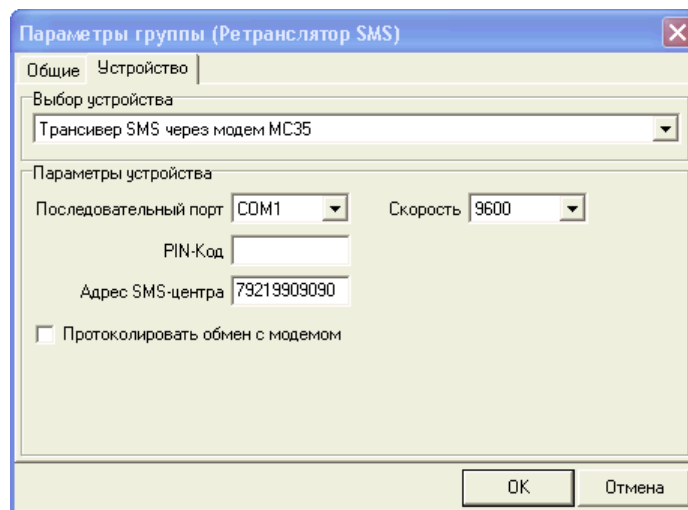 Параметры группы (Ретранслятор SMS)
Общие Устройство
Выбор устройства
Трансивер SMS через модем MC35
Параметры устройства
Последовательный порт COM1 Скорость 9600
PIN-Код
Адрес SMS-центра 79219909090
Протоколировать обмен с модемом
OK Отмена